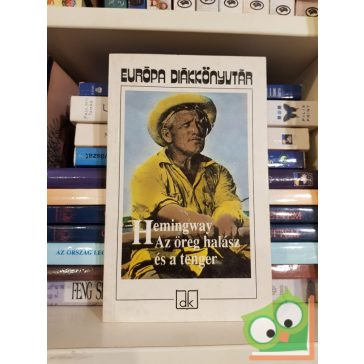 EURÓPA DIÁKKÖNYVTÁR
Hemingway
Az öreg halász
és a tenger
dk
AZ ORSZÁG
FENG